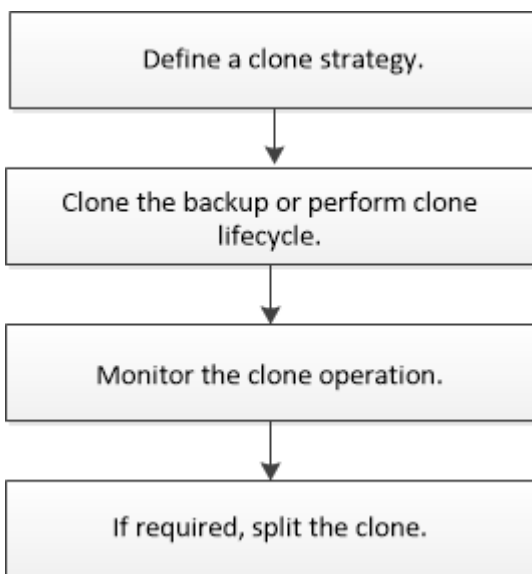 Define a clone strategy.
Clone the backup or perform clone
lifecycle.
Monitor the clone operation.
If required, split the clone.